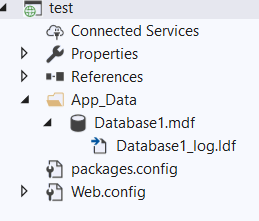 test
Connected Services
Properties
References
App_Data
Database1.mdf
Database1_log.ldf
packages.config
Web.config